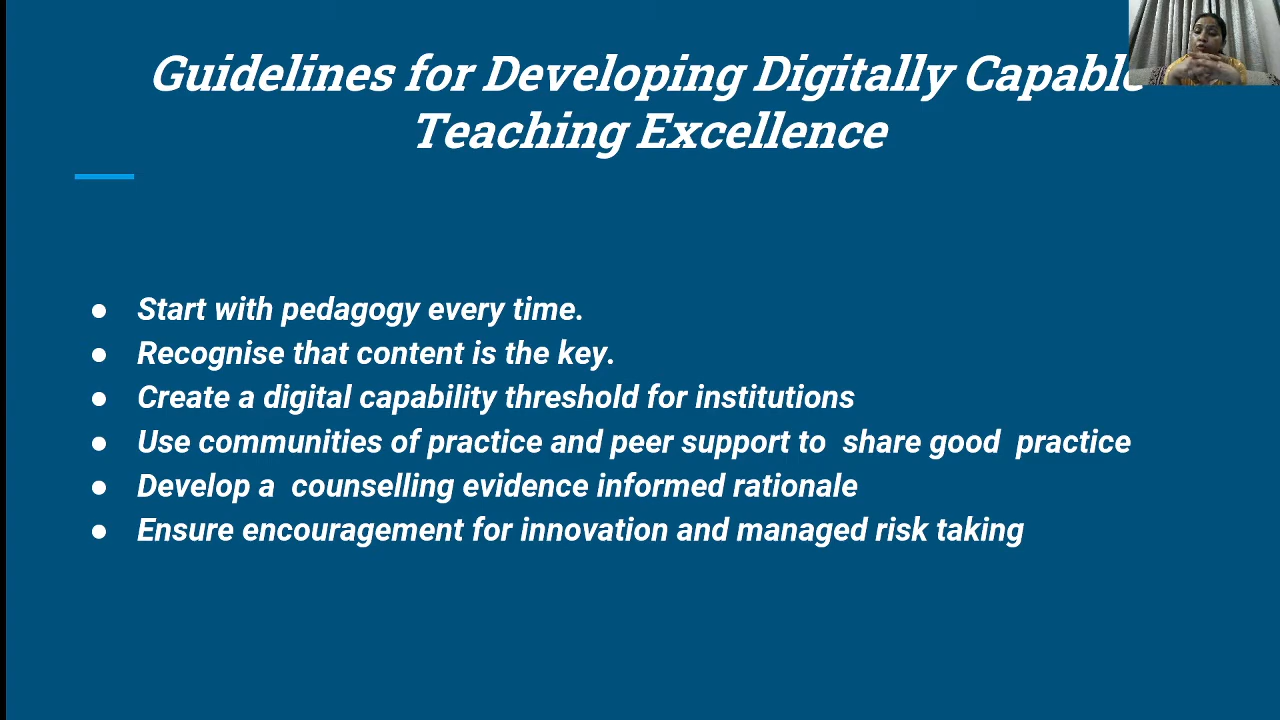 Guidelines for Developing Digitally Capable
Teaching Excellence
● Start with pedagogy every time.
● Recognise that content is the key.
● Create a digital capability threshold for institutions
● Use communities of practice and peer support to share good practice
● Develop a counselling evidence informed rationale
● Ensure encouragement for innovation and managed risk taking